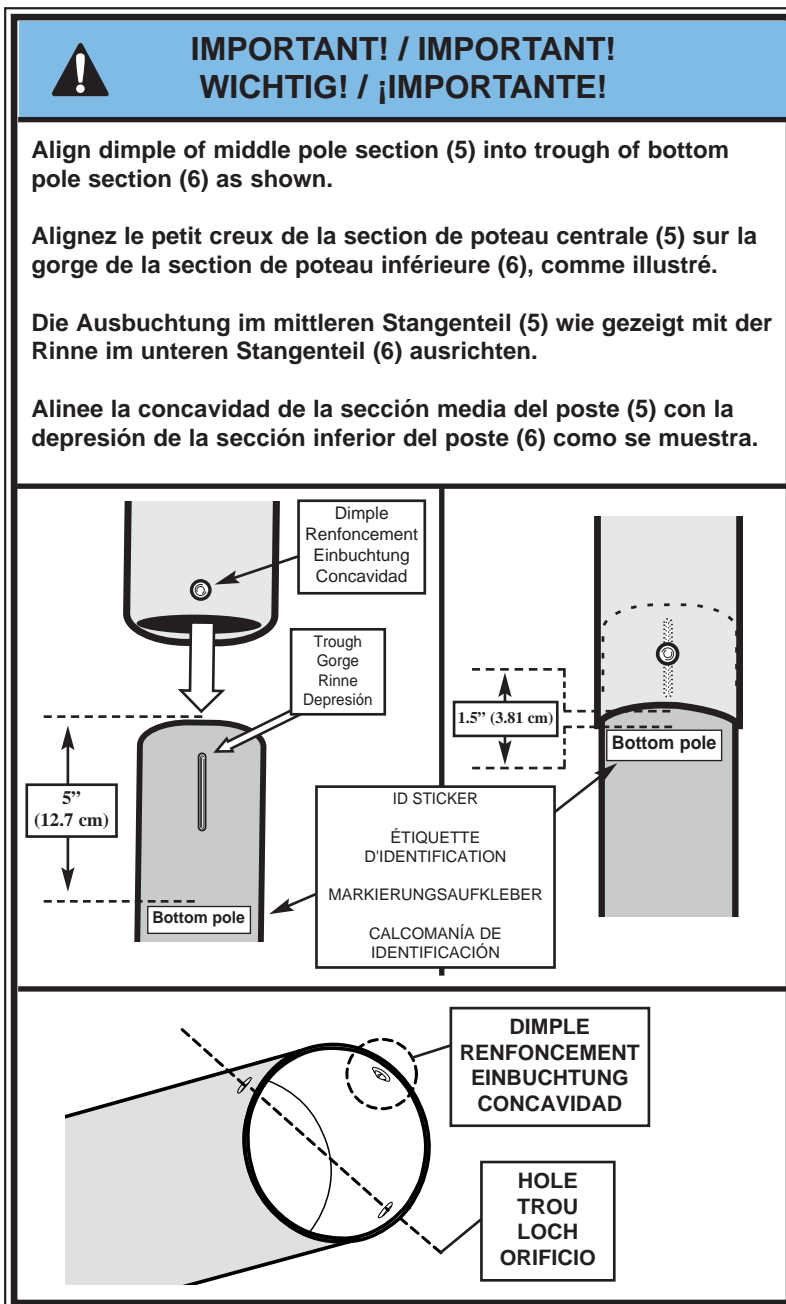 IMPORTANT! / IMPORTANT!
WICHTIG! / ¡IMPORTANTE!
Align dimple of middle pole section (5) into trough of bottom
pole section (6) as shown.
Alignez le petit creux de la section de poteau centrale (5) sur la
gorge de la section de poteau inférieure (6), comme illustré.
Die Ausbuchtung im mittleren Stangenteil (5) wie gezeigt mit der
Rinne im unteren Stangenteil (6) ausrichten.
Alinee la concavidad de la sección media del poste (5) con la
depresión de la sección inferior del poste (6) como se muestra.
Dimple
Renfoncement
Einbuchtung
Concavidad
Trough
Gorge
Rinne
Depresión
5”
(12.7 cm)
Bottom pole
1.5” (3.81 cm)
Bottom pole
ID STICKER
ÉTIQUETTE
D'IDENTIFICATION
MARKIERUNGSAUFKLEBER
CALCOMANÍA DE
IDENTIFICACIÓN
DIMPLE
RENFONCEMENT
EINBUCHTUNG
CONCAVIDAD
HOLE
TROU
LOCH
ORIFICIO